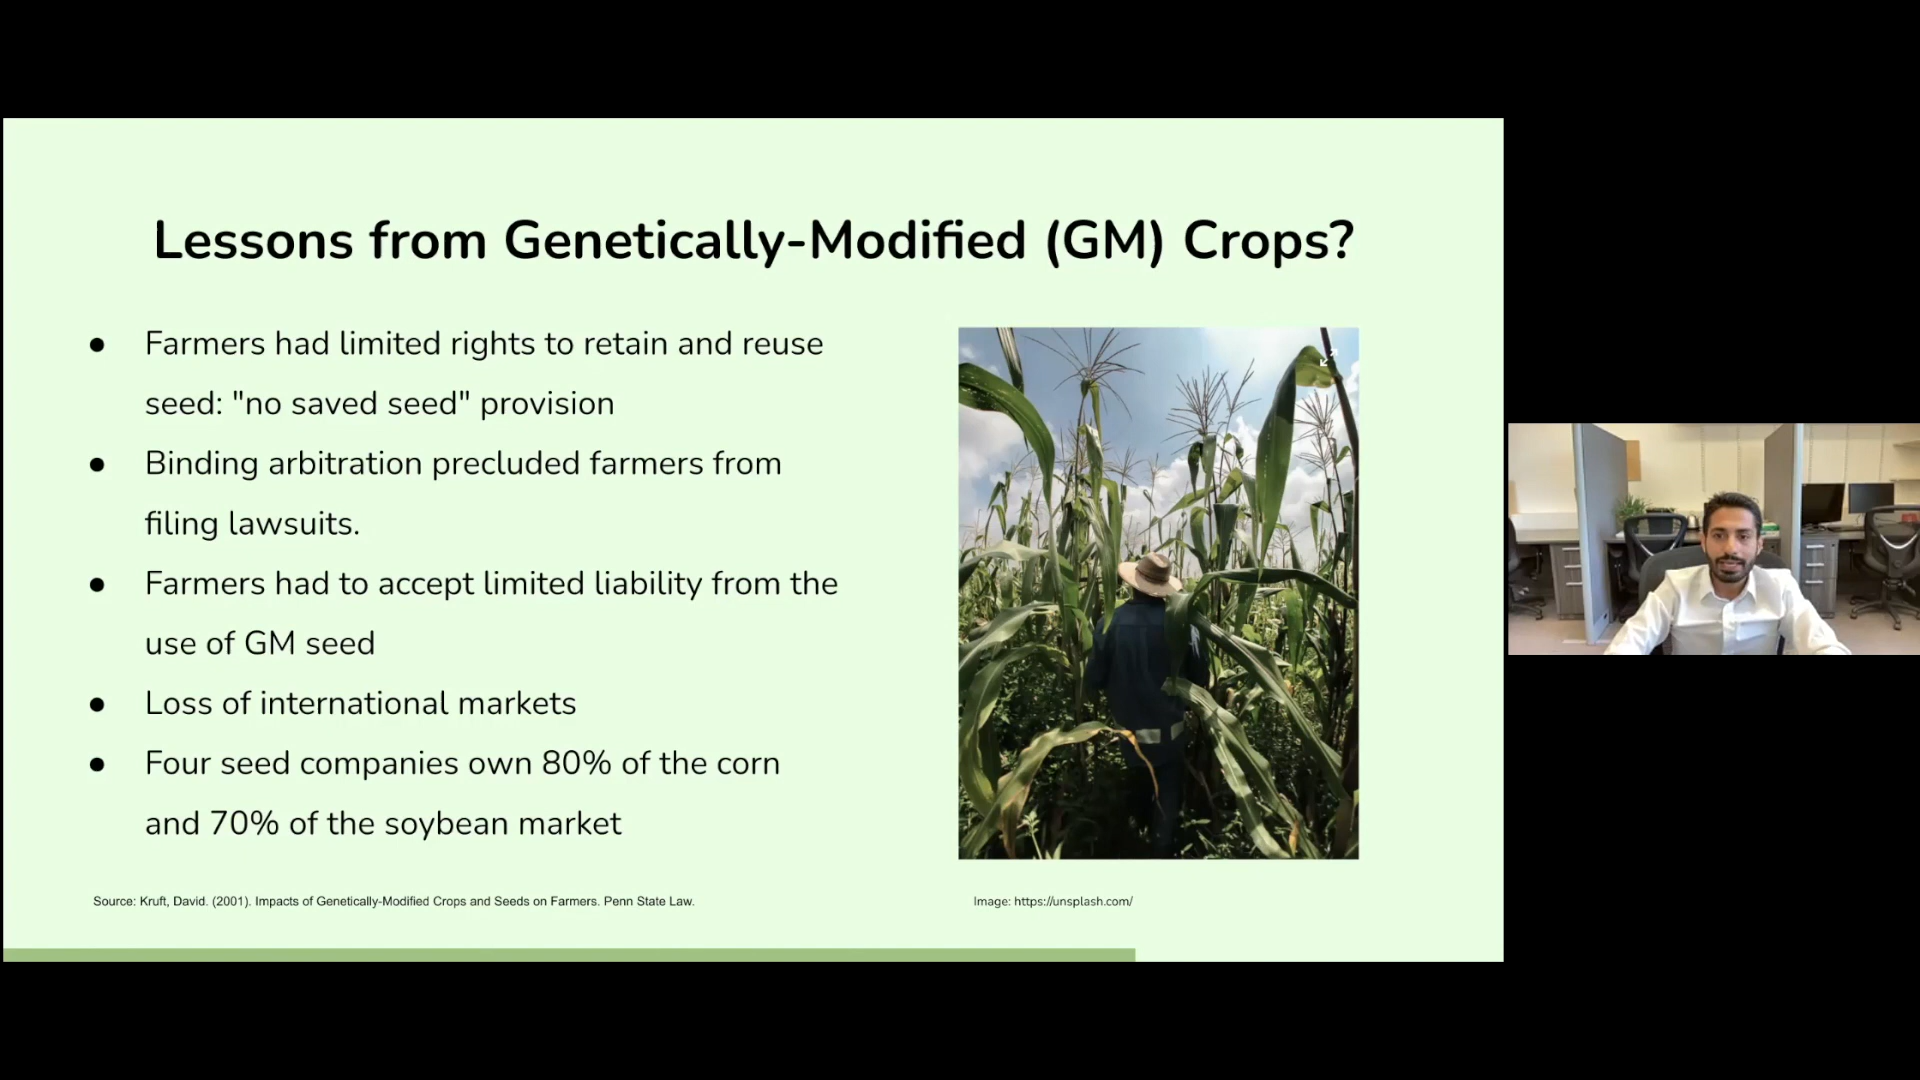 Lessons from Genetically-Modified (GM) Crops?
● Farmers had limited rights to retain and reuse
seed: "no saved seed" provision
● Binding arbitration precluded farmers from
filing lawsuits.
● Farmers had to accept limited liability from the
use of GM seed
● Loss of international markets
● Four seed companies own 80% of the corn
and 70% of the soybean market
Source: Kruft, David. (2001). Impacts of Genetically-Modified Crops and Seeds on Farmers. Penn State Law.
Image: https://unsplash.com/